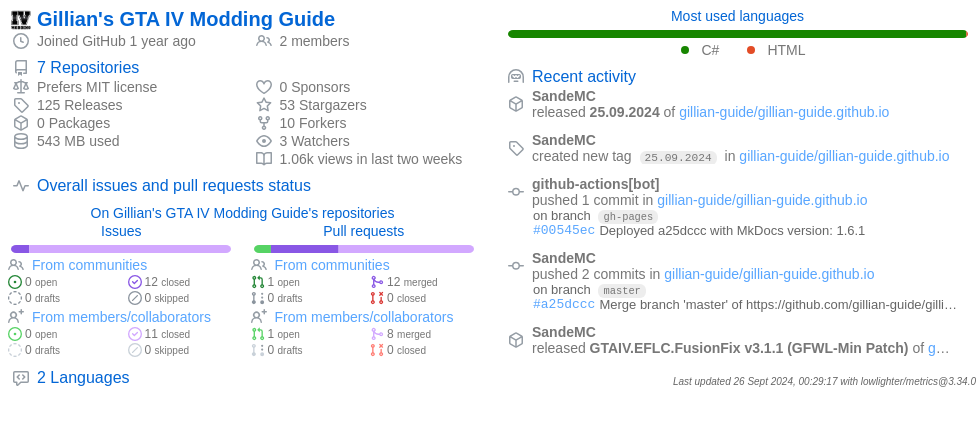 Gillian's GTA IV Modding Guide
Joined GitHub 1 year ago
2 members
7 Repositories
Prefers MIT license
125 Releases
0 Packages
543 MB used
0 Sponsors
53 Stargazers
10 Forkers
3 Watchers
1.06k views in last two weeks
Overall issues and pull requests status
On Gillian's GTA IV Modding Guide's repositories
Issues
From communities
0 open 12 closed
0 drafts 0 skipped
From members/collaborators
0 open 11 closed
0 drafts 0 skipped
Pull requests
From communities
1 open 12 merged
0 drafts 0 closed
From members/collaborators
1 open 8 merged
0 drafts 0 closed
2 Languages
Most used languages
C# HTML
Recent activity
SandeMC
released 25.09.2024 of gillian-guide/gillian-guide.github.io
SandeMC
created new tag 25.09.2024 in gillian-guide/gillian-guide.github.io
github-actions[bot]
pushed 1 commit in gillian-guide/gillian-guide.github.io
on branch gh-pages
#00545ec Deployed a25dccc with MkDocs version: 1.6.1
SandeMC
pushed 2 commits in gillian-guide/gillian-guide.github.io
on branch master
#a25dccc Merge branch 'master' of https://github.com/gillian-guide/gilli…
SandeMC
released GTAIV.EFLC.FusionFix v3.1.1 (GFWL-Min Patch) of g…
Last updated 26 Sept 2024, 00:29:17 with lowlighter/metrics@3.34.0